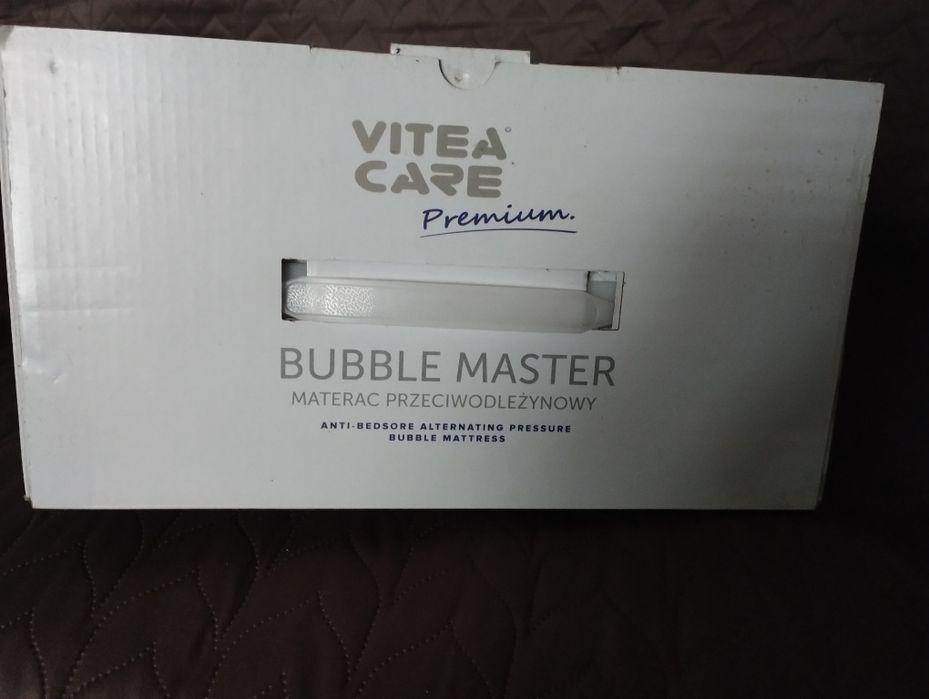 VITEA
CARE
Premium.
BUBBLE MASTER
MATERAC PRZECIWODLEŻYNOWY
ANTI-BEDSORE ALTERNATING PRESSURE
BUBBLE MATTRESS